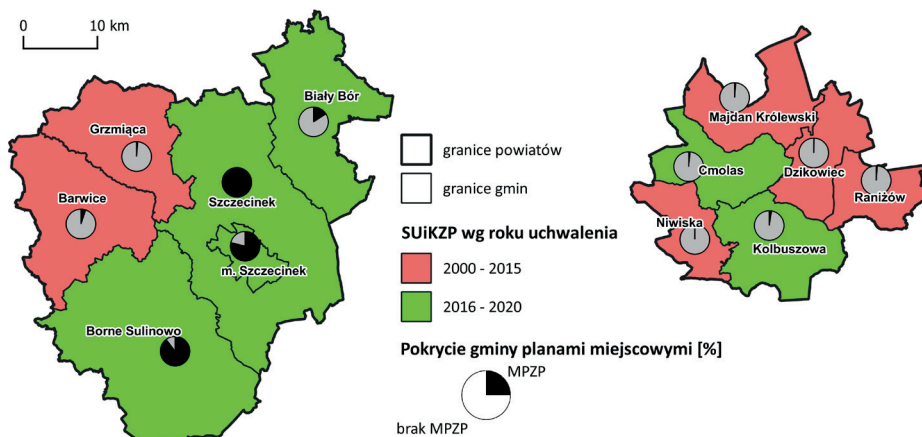 0 10 km
Biały Bór
Grzmiąca
Barwice
Szczecinek
m. Szczecinek
Borne Sulinowo
granice powiatów
granice gmin
SUiKZP wg roku uchwalenia
2000 - 2015
2016 - 2020
Pokrycie gminy planami miejscowymi [%]
MPZP
brak MPZP
Majdan Królewski
Cmolas
Dzikowiec
Raniżów
Niwiska
Kolbuszowa